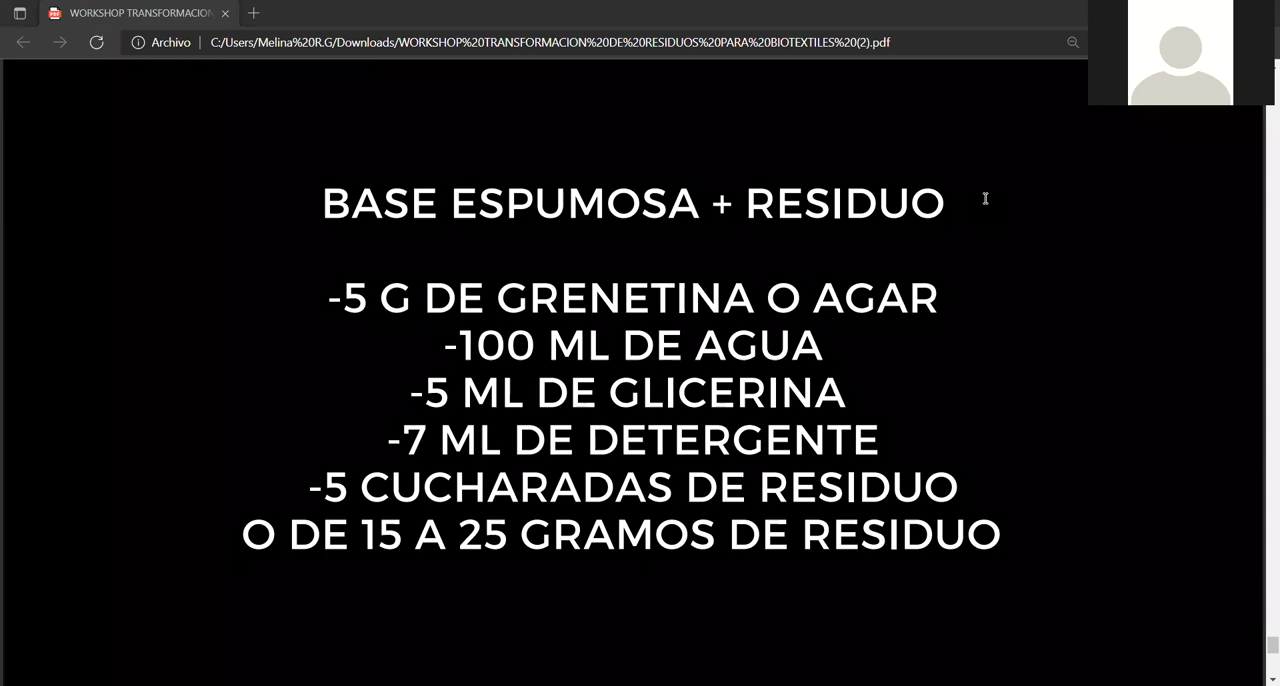 WORKSHOP TRANSFORMACION
Archivo
C:/Users/Melina%20R.G/Downloads/WORKSHOP%20TRANSFORMACION%20DE%20RESIDUOS%20PARA%20BIOTEXTILES%20(2).pdf
BASE ESPUMOSA + RESIDUO
-5 G DE GRENETINA O AGAR
-100 ML DE AGUA
-5 ML DE GLICERINA
-7 ML DE DETERGENTE
-5 CUCHARADAS DE RESIDUO
O DE 15 A 25 GRAMOS DE RESIDUO